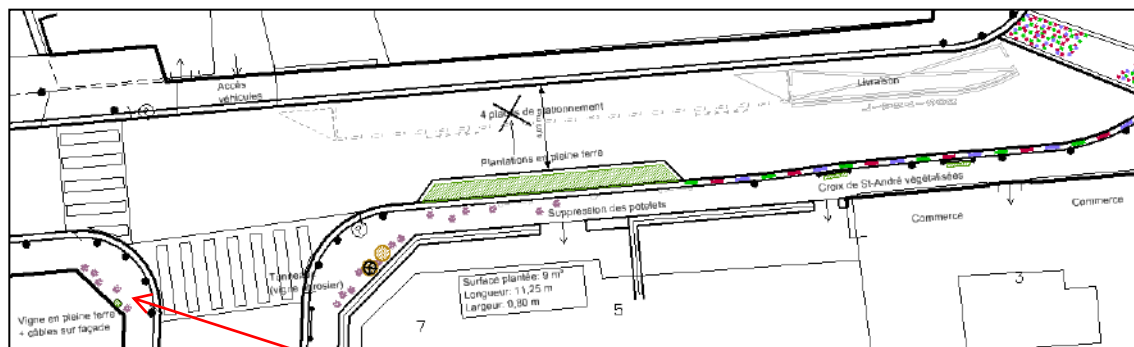 Accès
véhicules
Livraison
4 places de stationnement
Plantations en pleine terre
Croix de St-André végétalisées
Suppression des potelets
Commerce
Commerce
(vigne / rosier)
Surface plantée: 9 m²
Longueur: 11,25 m
Largeur: 0,80 m
3
5
7
Vigne en pleine terre
+ câbles sur façade